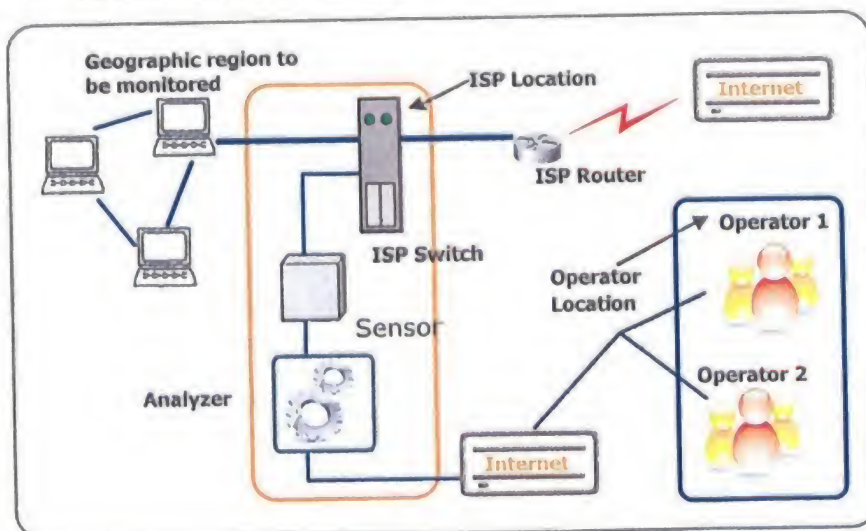 Geographic region to
be monitored
ISP Location
Internet
ISP Router
ISP Switch
Operator 1
Operator
Location
Sensor
Analyzer
Operator 2
Internet